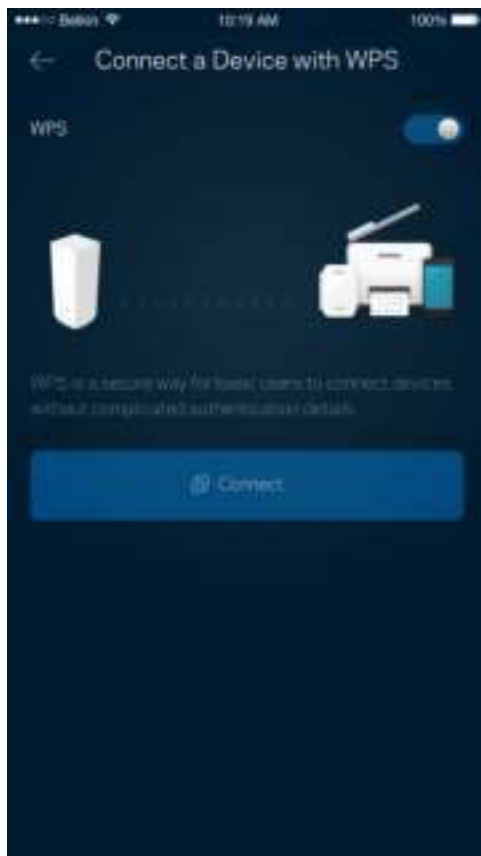 Belkin 10:19 AM 100%
Connect a Device with WPS
WPS
WPS is a secure way for basic users to connect devices
without complicated authentication details.
Connect